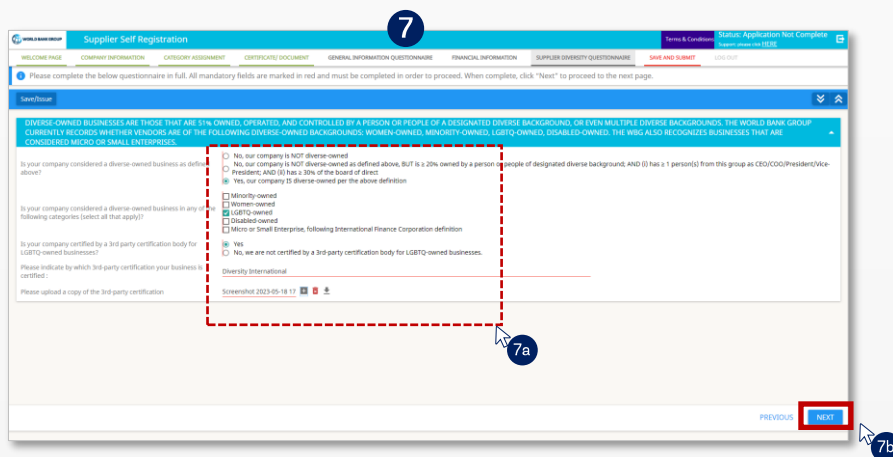 7
WORLD BANK GROUP
Supplier Self Registration
Terms & Conditions
Status: Application Not Complete
Support, please click HERE
WELCOME PAGE
COMPANY INFORMATION
CATEGORY ASSIGNMENT
CERTIFICATE/ DOCUMENT
GENERAL INFORMATION QUESTIONNAIRE
FINANCIAL INFORMATION
SUPPLIER DIVERSITY QUESTIONNAIRE
SAVE AND SUBMIT
LOG OUT
Please complete the below questionnaire in full. All mandatory fields are marked in red and must be completed in order to proceed. When complete, click "Next" to proceed to the next page.
Save/Issue
DIVERSE-OWNED BUSINESSES ARE THOSE THAT ARE 51% OWNED, OPERATED, AND CONTROLLED BY A PERSON OR PEOPLE OF A DESIGNATED DIVERSE BACKGROUND, OR EVEN MULTIPLE DIVERSE BACKGROUNDS. THE WORLD BANK GROUP
CURRENTLY RECORDS WHETHER VENDORS ARE OF THE FOLLOWING DIVERSE-OWNED BACKGROUNDS: WOMEN-OWNED, MINORITY-OWNED, LGBTQ-OWNED, DISABLED-OWNED. THE WBG ALSO RECOGNIZES BUSINESSES THAT ARE
CONSIDERED MICRO OR SMALL ENTERPRISES.
Is your company considered a diverse-owned business as define
above?
No, our company is NOT diverse-owned
No, our company is NOT diverse-owned as defined above, BUT is ≥ 20% owned by a person or people of designated diverse background; AND (i) has ≥ 1 person(s) from this group as CEO/COO/President/Vice-
President; AND (ii) has ≥ 30% of the board of direct
Yes, our company IS diverse-owned per the above definition
Is your company considered a diverse-owned business in any of the
following categories (select all that apply)?
Minority-owned
Women-owned
LGBTQ-owned
Disabled-owned
Micro or Small Enterprise, following International Finance Corporation definition
Is your company certified by a 3rd party certification body for
LGBTQ-owned businesses?
Yes
No, we are not certified by a 3rd-party certification body for LGBTQ-owned businesses.
Please indicate by which 3rd-party certification your business is
certified :
Diversity International
Please upload a copy of the 3rd-party certification
Screenshot 2023-05-18 17
7a
PREVIOUS
NEXT
7b